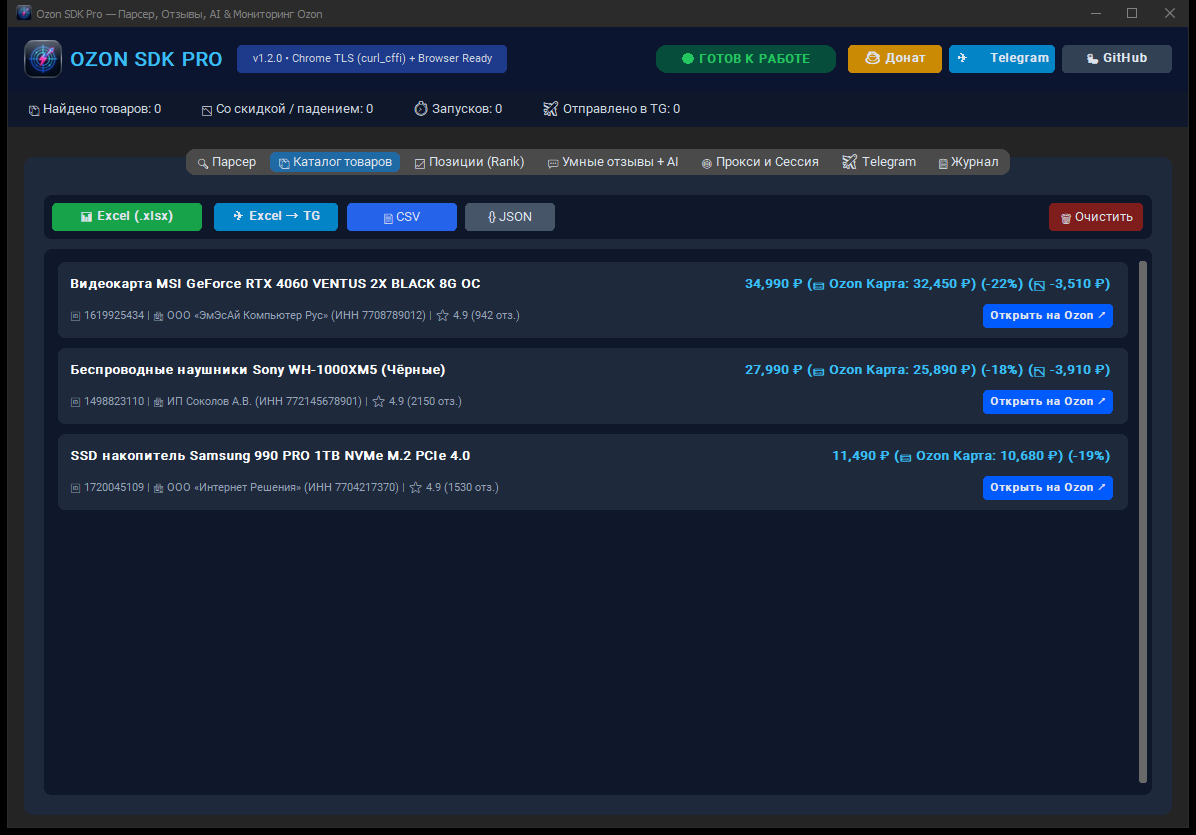 Ozon SDK Pro — Парсер, Отзывы, AI & Мониторинг Ozon
OZON SDK PRO
v1.2.0 • Chrome TLS (curl_cffi) + Browser Ready
ГОТОВ К РАБОТЕ
Донат
Telegram
GitHub
Найдено товаров: 0
Со скидкой / падением: 0
Запусков: 0
Отправлено в TG: 0
Парсер
Каталог товаров
Позиции (Rank)
Умные отзывы + AI
Прокси и Сессия
Telegram
Журнал
Excel (.xlsx)
Excel → TG
CSV
{} JSON
Очистить
Видеокарта MSI GeForce RTX 4060 VENTUS 2X BLACK 8G OC
34,990 ₽ (Ozon Карта: 32,450 ₽) (-22%) (-3,510 ₽)
1619925434 | ООО «ЭмЭсАй Компьютер Рус» (ИНН 7708789012) | 4.9 (942 отз.)
Открыть на Ozon ↗
Беспроводные наушники Sony WH-1000XM5 (Чёрные)
27,990 ₽ (Ozon Карта: 25,890 ₽) (-18%) (-3,910 ₽)
1498823110 | ИП Соколов А.В. (ИНН 772145678901) | 4.9 (2150 отз.)
Открыть на Ozon ↗
SSD накопитель Samsung 990 PRO 1TB NVMe M.2 PCIe 4.0
11,490 ₽ (Ozon Карта: 10,680 ₽) (-19%)
1720045109 | ООО «Интернет Решения» (ИНН 7704217370) | 4.9 (1530 отз.)
Открыть на Ozon ↗